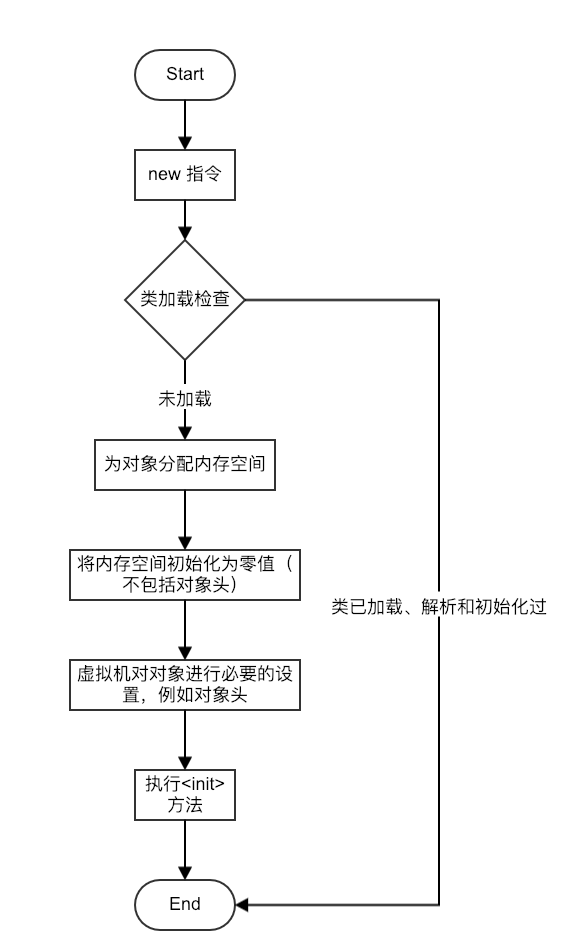 Start
new 指令
类加载检查
未加载
为对象分配内存空间
将内存空间初始化为零值（
不包括对象头）
类已加载、解析和初始化过
虚拟机对对象进行必要的设
置，例如对象头
执行<init>
方法
End